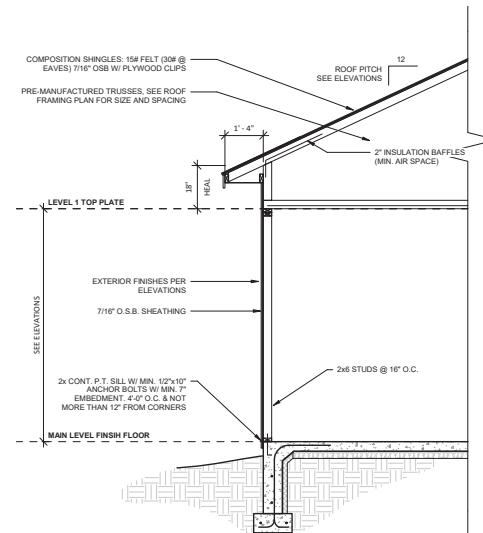 COMPOSITION SHINGLES: 15# FELT (30# @
EAVES) 7/16" OSB W/ PLYWOOD CLIPS
12
ROOF PITCH
SEE ELEVATIONS
PRE-MANUFACTURED TRUSSES, SEE ROOF
FRAMING PLAN FOR SIZE AND SPACING
1' - 4"
2" INSULATION BAFFLES
(MIN. AIR SPACE)
18"
HEAL
LEVEL 1 TOP PLATE
EXTERIOR FINISHES PER
ELEVATIONS
7/16" O.S.B. SHEATHING
SEE ELEVATIONS
2x6 STUDS @ 16" O.C.
2x CONT. P.T. SILL W/ MIN. 1/2"x10"
ANCHOR BOLTS W/ MIN. 7"
EMBEDMENT. 4'-0" O.C. & NOT
MORE THAN 12" FROM CORNERS
MAIN LEVEL FINSIH FLOOR